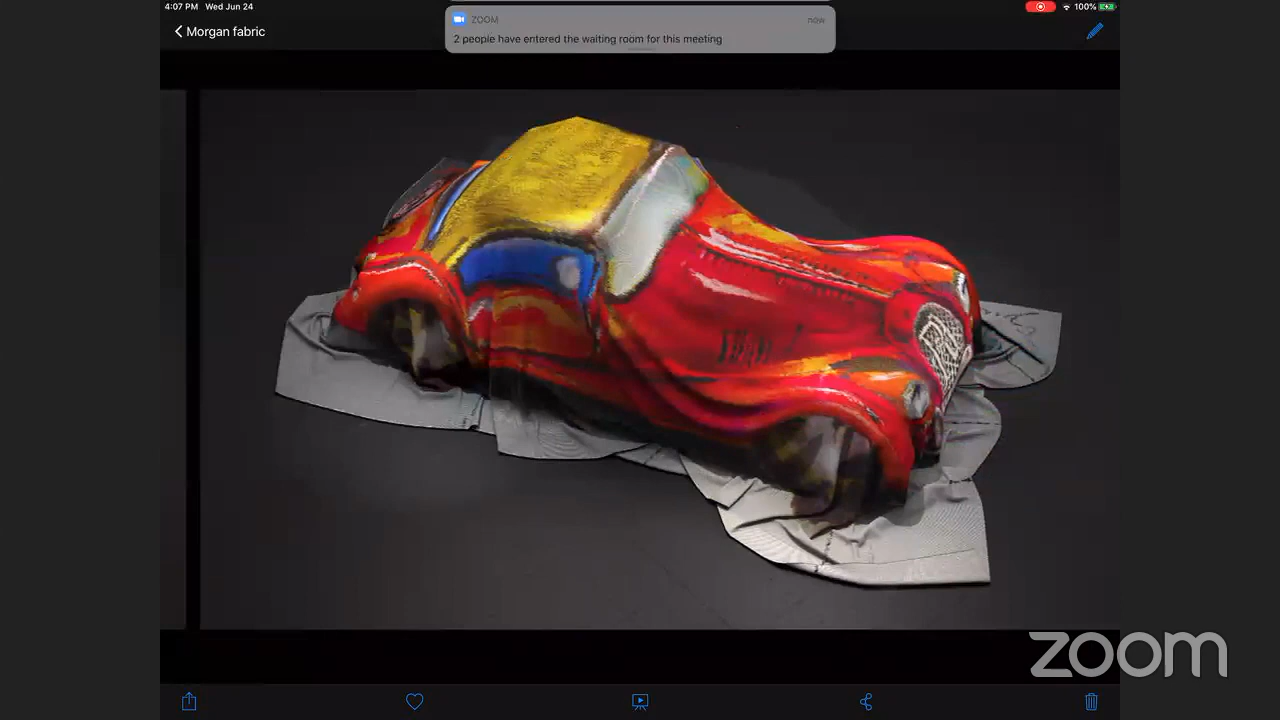 4:07 PM Wed Jun 24
100%
ZOOM
now
2 people have entered the waiting room for this meeting
Morgan fabric
zoom